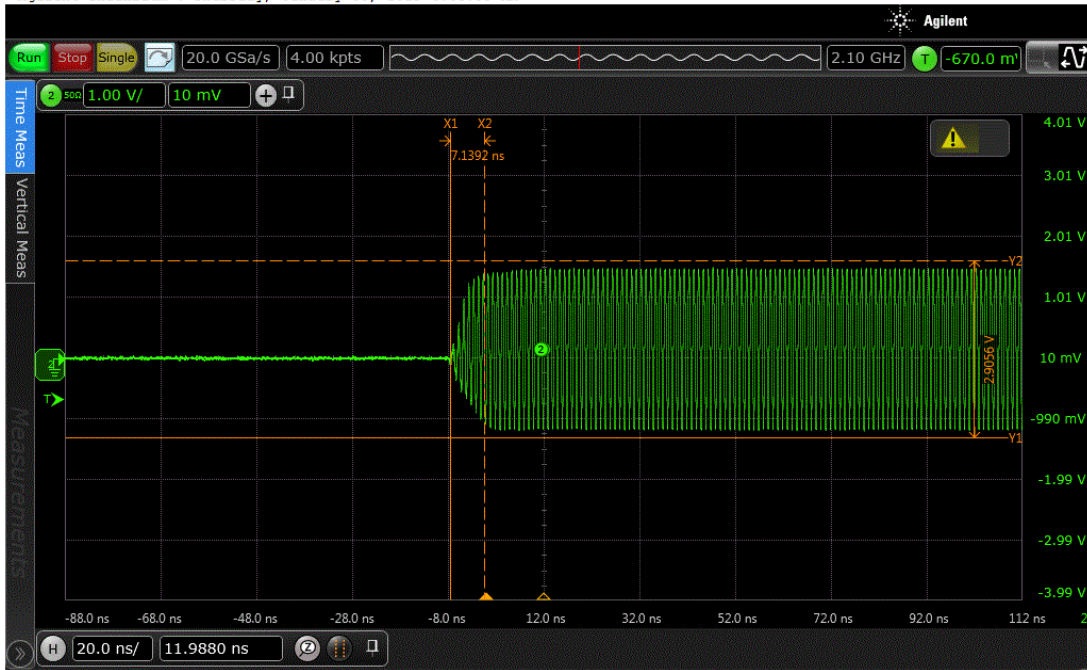 Agilent
Run Stop Single 20.0 GSa/s 4.00 kpts 2.10 GHz T -670.0 m
Time Meas
Vertical Meas
Measurements
2 50Ω 1.00 V/ 10 mV +
X1 X2
7.1392 ns
4.01 V
3.01 V
2.01 V
Y2
1.01 V
2
2.9056 V
10 mV
2
T
-990 mV
Y1
-1.99 V
-2.99 V
-3.99 V
-88.0 ns -68.0 ns -48.0 ns -28.0 ns -8.0 ns 12.0 ns 32.0 ns 52.0 ns 72.0 ns 92.0 ns 112 ns 2
H 20.0 ns/ 11.9880 ns Z